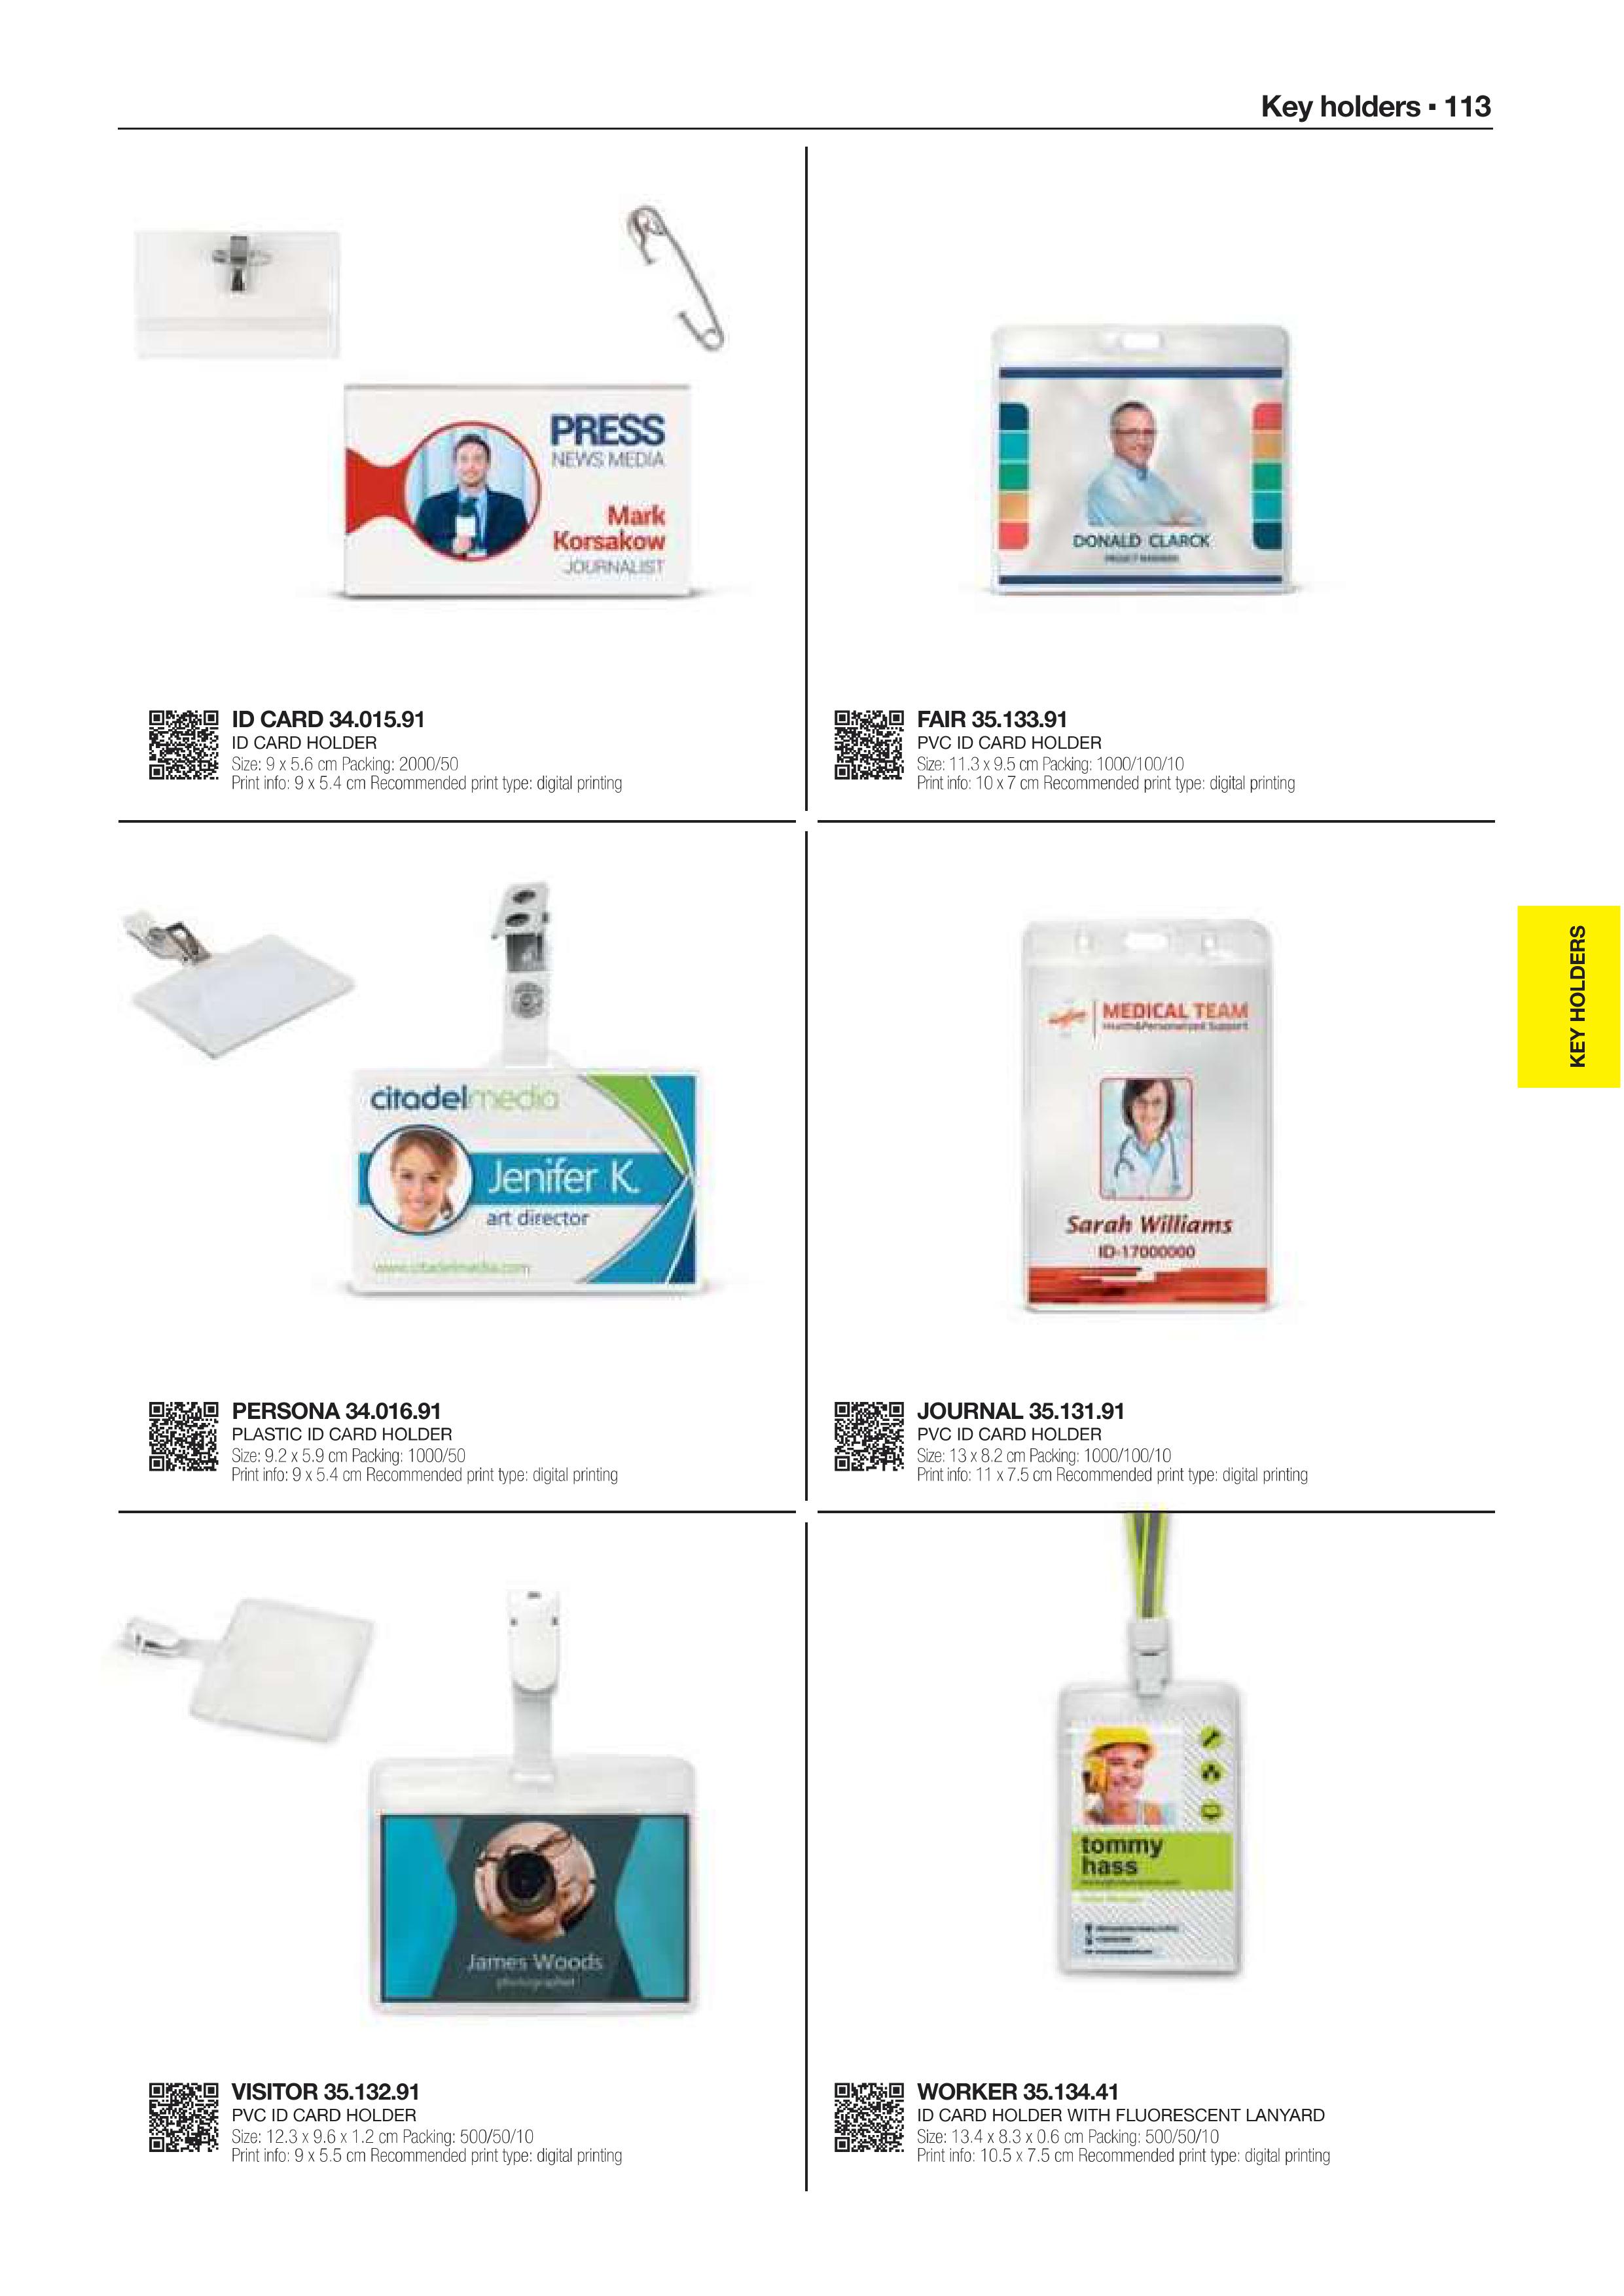 Key holders ▪ 113
PRESS
NEWS MEDIA
Mark
Korsakow
JOURNALIST
DONALD CLARCK
PROJECT MANAGER
ID CARD 34.015.91
ID CARD HOLDER
Size: 9 x 5.6 cm Packing: 2000/50
Print info: 9 x 5.4 cm Recommended print type: digital printing
FAIR 35.133.91
PVC ID CARD HOLDER
Size: 11.3 x 9.5 cm Packing: 1000/100/10
Print info: 10 x 7 cm Recommended print type: digital printing
citadelmedia
Jenifer K.
art director
www.citadelmedia.com
MEDICAL TEAM
Health&Personalized Support
Sarah Williams
ID-17000000
KEY HOLDERS
PERSONA 34.016.91
PLASTIC ID CARD HOLDER
Size: 9.2 x 5.9 cm Packing: 1000/50
Print info: 9 x 5.4 cm Recommended print type: digital printing
JOURNAL 35.131.91
PVC ID CARD HOLDER
Size: 13 x 8.2 cm Packing: 1000/100/10
Print info: 11 x 7.5 cm Recommended print type: digital printing
James Woods
photographer
tommy
hass
VISITOR 35.132.91
PVC ID CARD HOLDER
Size: 12.3 x 9.6 x 1.2 cm Packing: 500/50/10
Print info: 9 x 5.5 cm Recommended print type: digital printing
WORKER 35.134.41
ID CARD HOLDER WITH FLUORESCENT LANYARD
Size: 13.4 x 8.3 x 0.6 cm Packing: 500/50/10
Print info: 10.5 x 7.5 cm Recommended print type: digital printing